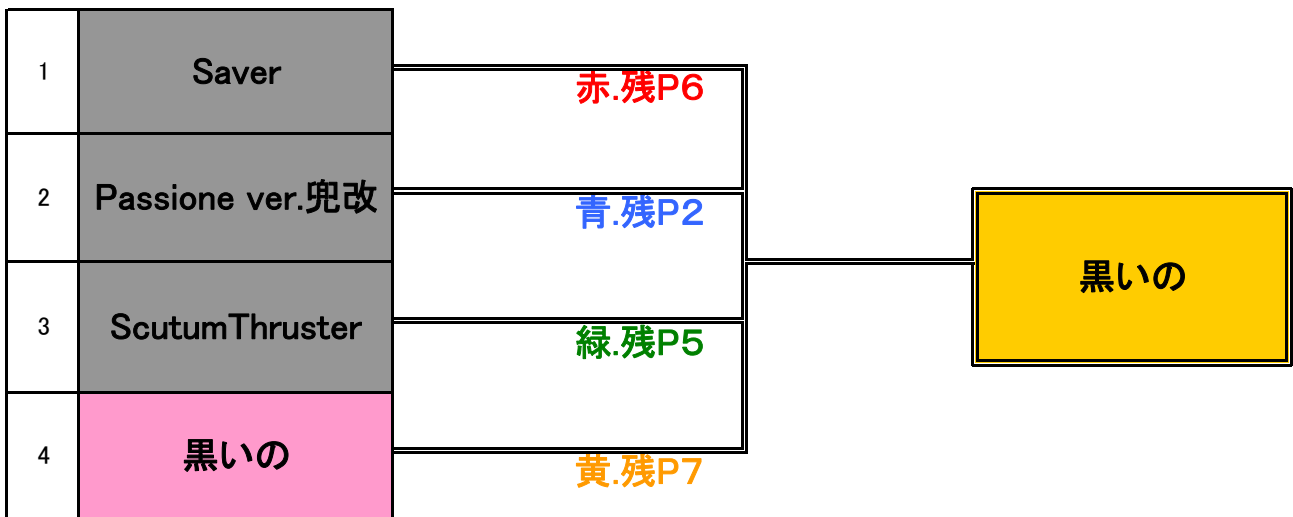 1
Saver
赤.残P6
2
Passione ver.兜改
青.残P2
黒いの
3
ScutumThruster
緑.残P5
4
黒いの
黄.残P7